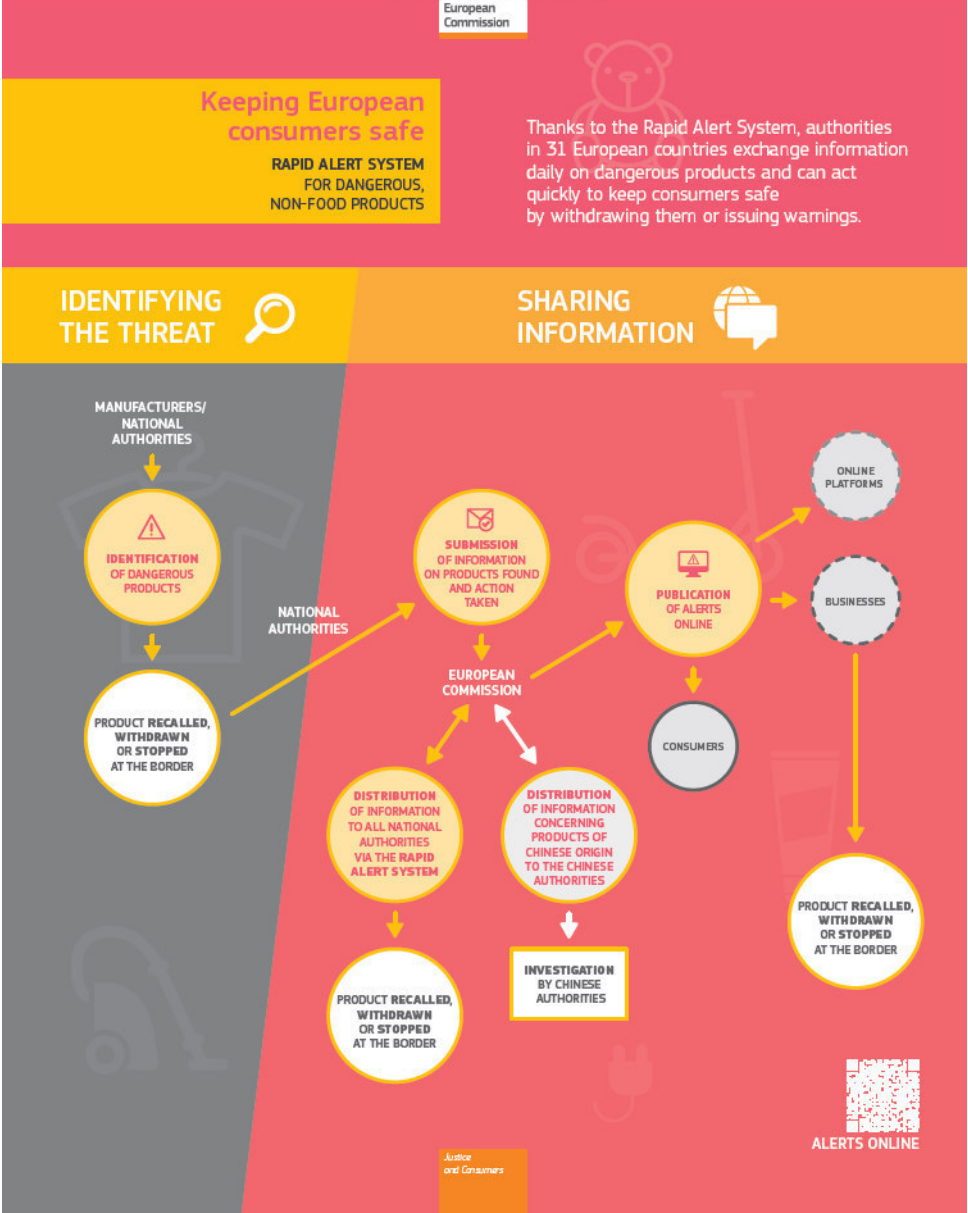 European
Commission
Keeping European
consumers safe
RAPID ALERT SYSTEM
FOR DANGEROUS,
NON-FOOD PRODUCTS
Thanks to the Rapid Alert System, authorities
in 31 European countries exchange information
daily on dangerous products and can act
quickly to keep consumers safe
by withdrawing them or issuing warnings.
IDENTIFYING
THE THREAT
SHARING
INFORMATION
MANUFACTURERS/
NATIONAL
AUTHORITIES
IDENTIFICATION
OF DANGEROUS
PRODUCTS
PRODUCT RECALLED,
WITHDRAWN
OR STOPPED
AT THE BORDER
NATIONAL
AUTHORITIES
SUBMISSION
OF INFORMATION
ON PRODUCTS FOUND
AND ACTION
TAKEN
EUROPEAN
COMMISSION
DISTRIBUTION
OF INFORMATION
TO ALL NATIONAL
AUTHORITIES
VIA THE RAPID
ALERT SYSTEM
PRODUCT RECALLED,
WITHDRAWN
OR STOPPED
AT THE BORDER
DISTRIBUTION
OF INFORMATION
CONCERNING
PRODUCTS OF
CHINESE ORIGIN
TO THE CHINESE
AUTHORITIES
INVESTIGATION
BY CHINESE
AUTHORITIES
PUBLICATION
OF ALERTS
ONLINE
ONLINE
PLATFORMS
BUSINESSES
CONSUMERS
PRODUCT RECALLED,
WITHDRAWN
OR STOPPED
AT THE BORDER
ALERTS ONLINE
Justice
and Consumers